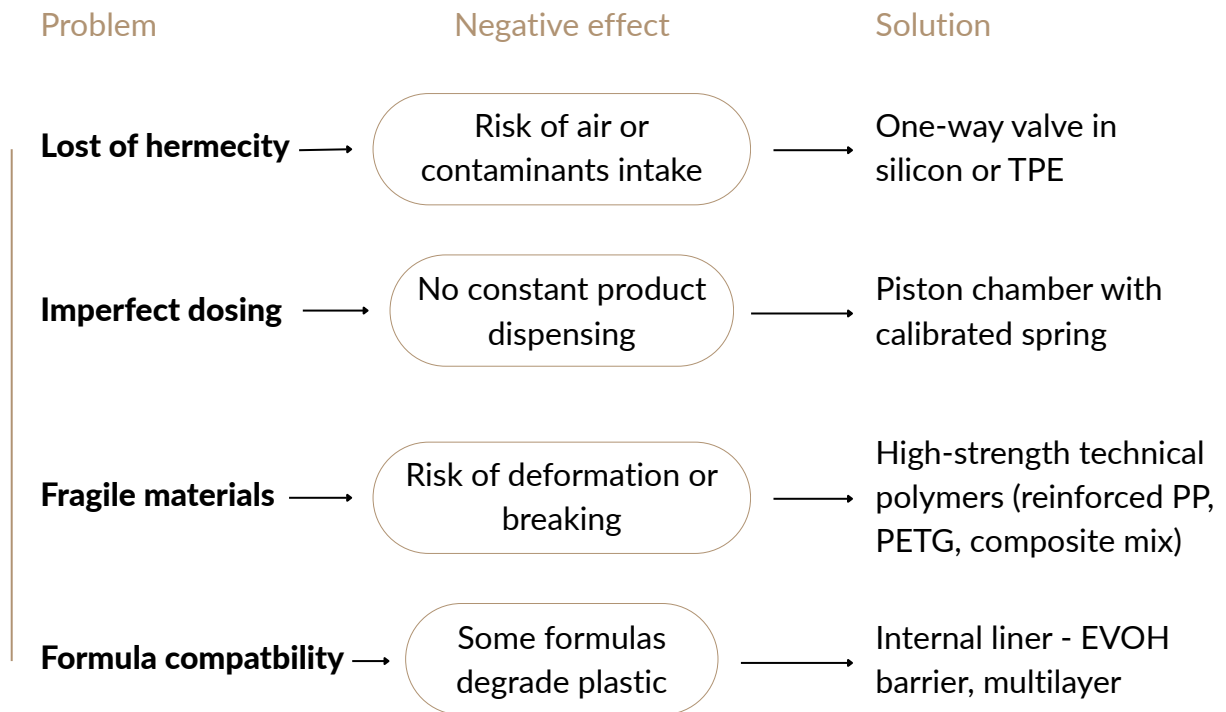 Problem
Negative effect
Solution
Lost of hermecity
Risk of air or
contaminants intake
One-way valve in
silicon or TPE
Imperfect dosing
No constant product
dispensing
Piston chamber with
calibrated spring
Fragile materials
Risk of deformation or
breaking
High-strength technical
polymers (reinforced PP,
PETG, composite mix)
Formula compatbility
Some formulas
degrade plastic
Internal liner - EVOH
barrier, multilayer